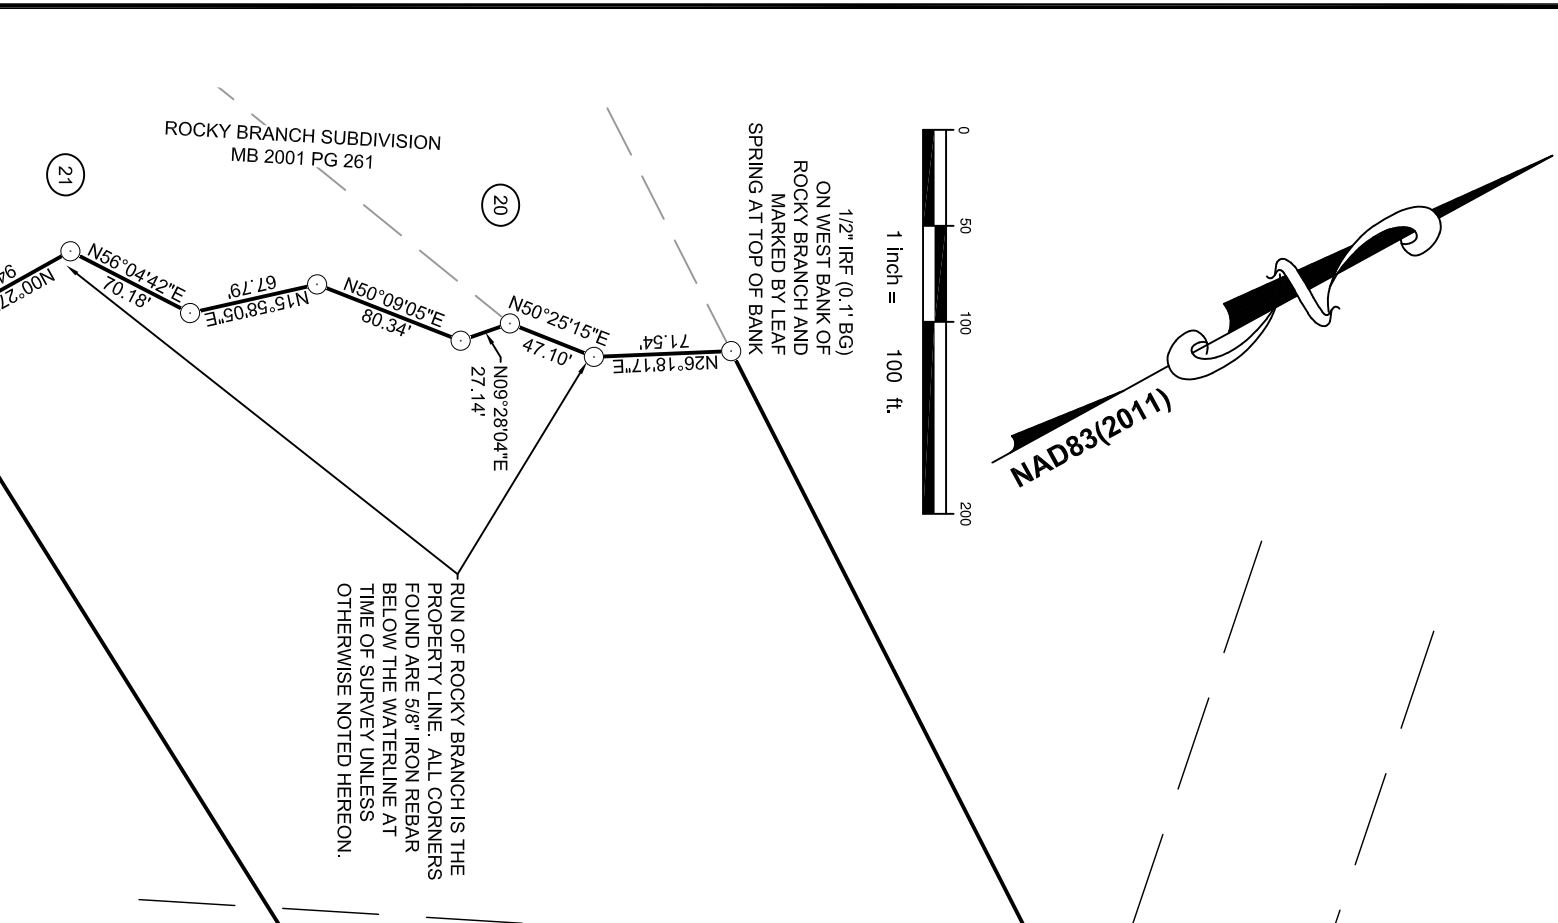 ROCKY BRANCH SUBDIVISION
MB 2001 PG 261
21
20
N56°04'42"E
70.18'
N15°58'05"E
67.79'
N50°09'05"E
80.34'
N09°28'04"E
27.14'
N50°25'15"E
47.10'
N26°18'17"E
71.54'
N00°27
94
1/2" IRF (0.1' BG)
ON WEST BANK OF
ROCKY BRANCH AND
MARKED BY LEAF
SPRING AT TOP OF BANK
0
50
100
200
1 inch = 100 ft.
N
NAD83(2011)
RUN OF ROCKY BRANCH IS THE
PROPERTY LINE. ALL CORNERS
FOUND ARE 5/8" IRON REBAR
BELOW THE WATERLINE AT
TIME OF SURVEY UNLESS
OTHERWISE NOTED HEREON.